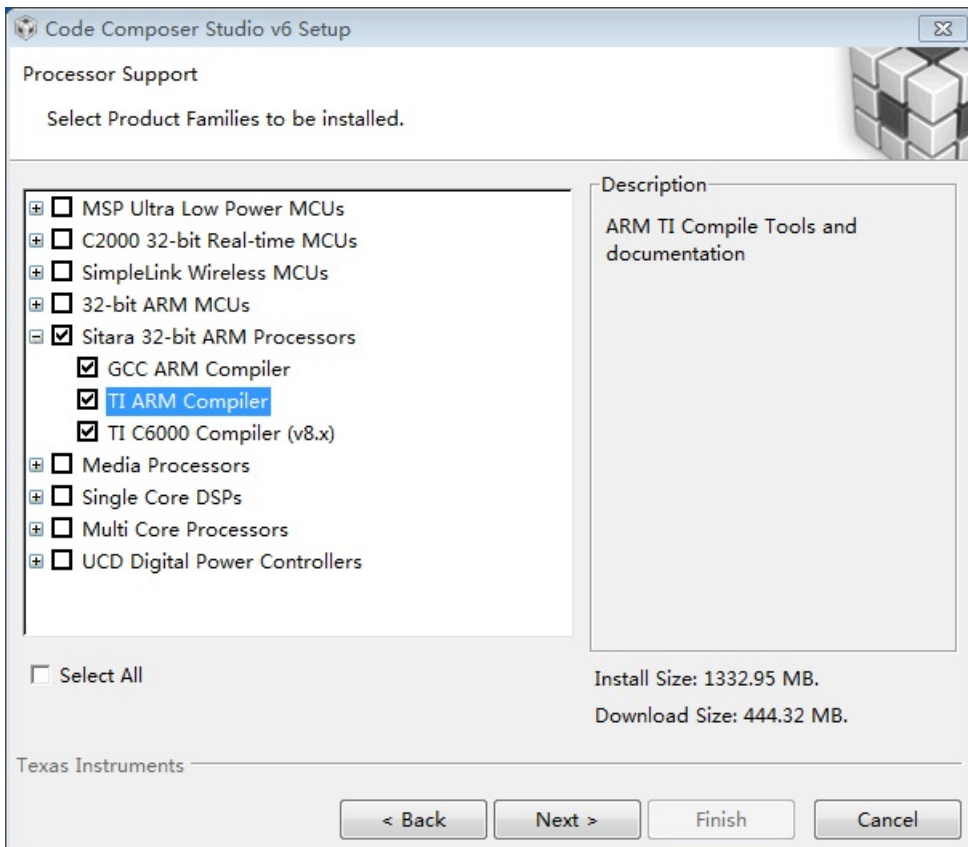 Code Composer Studio v6 Setup
Processor Support
Select Product Families to be installed.
MSP Ultra Low Power MCUs
C2000 32-bit Real-time MCUs
SimpleLink Wireless MCUs
32-bit ARM MCUs
Sitara 32-bit ARM Processors
GCC ARM Compiler
TI ARM Compiler
TI C6000 Compiler (v8.x)
Media Processors
Single Core DSPs
Multi Core Processors
UCD Digital Power Controllers
Description
ARM TI Compile Tools and
documentation
Select All
Install Size: 1332.95 MB.
Download Size: 444.32 MB.
Texas Instruments
< Back
Next >
Finish
Cancel